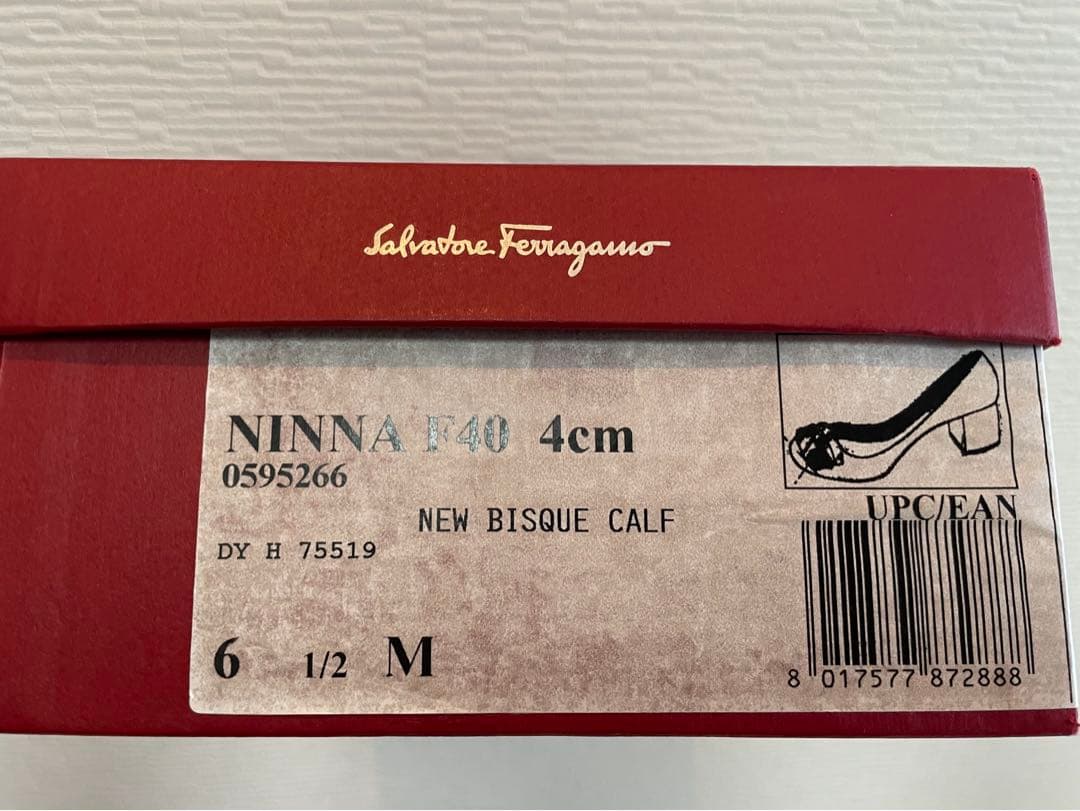 Salvatore Ferragamo
NINNA F40 4cm
0595266
NEW BISQUE CALF
DY H 75519
UPC/EAN
6 1/2 M
8 017577 872888